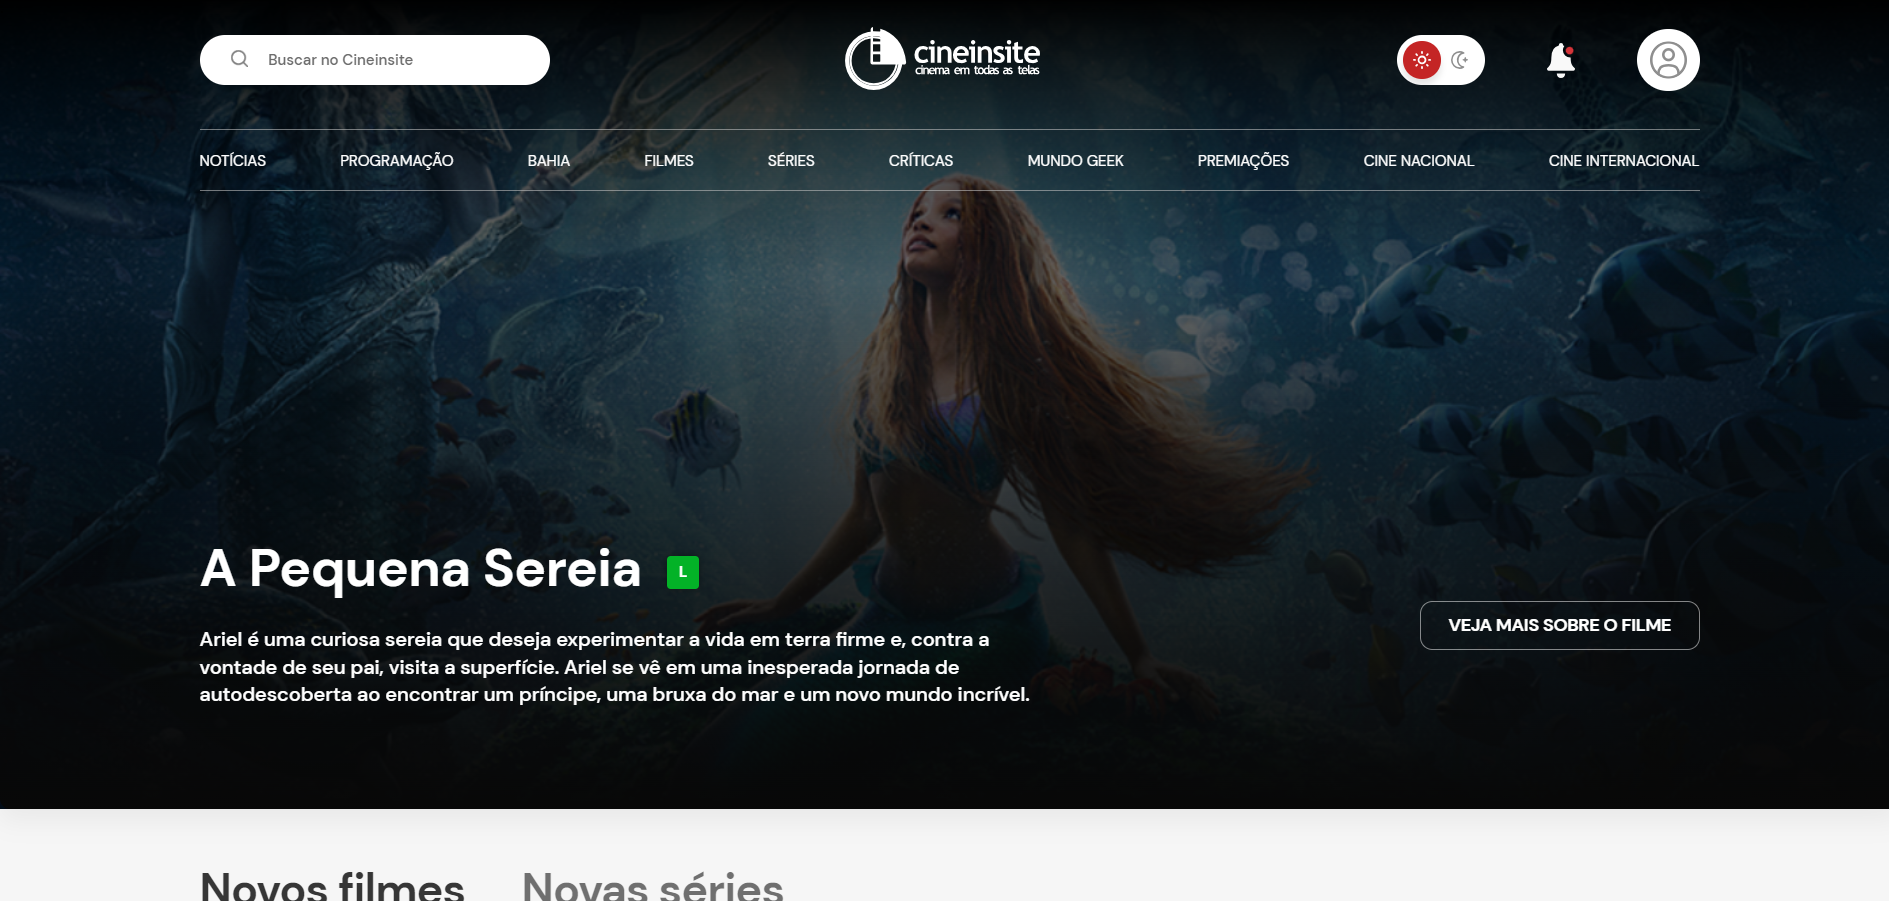 Buscar no Cineinsite
cineinsite
cinema em todas as telas
NOTÍCIAS PROGRAMAÇÃO BAHIA FILMES SÉRIES CRÍTICAS MUNDO GEEK PREMIAÇÕES CINE NACIONAL CINE INTERNACIONAL
A Pequena Sereia L
Ariel é uma curiosa sereia que deseja experimentar a vida em terra firme e, contra a
vontade de seu pai, visita a superfície. Ariel se vê em uma inesperada jornada de
autodescoberta ao encontrar um príncipe, uma bruxa do mar e um novo mundo incrível.
VEJA MAIS SOBRE O FILME
Novos filmes Novas séries